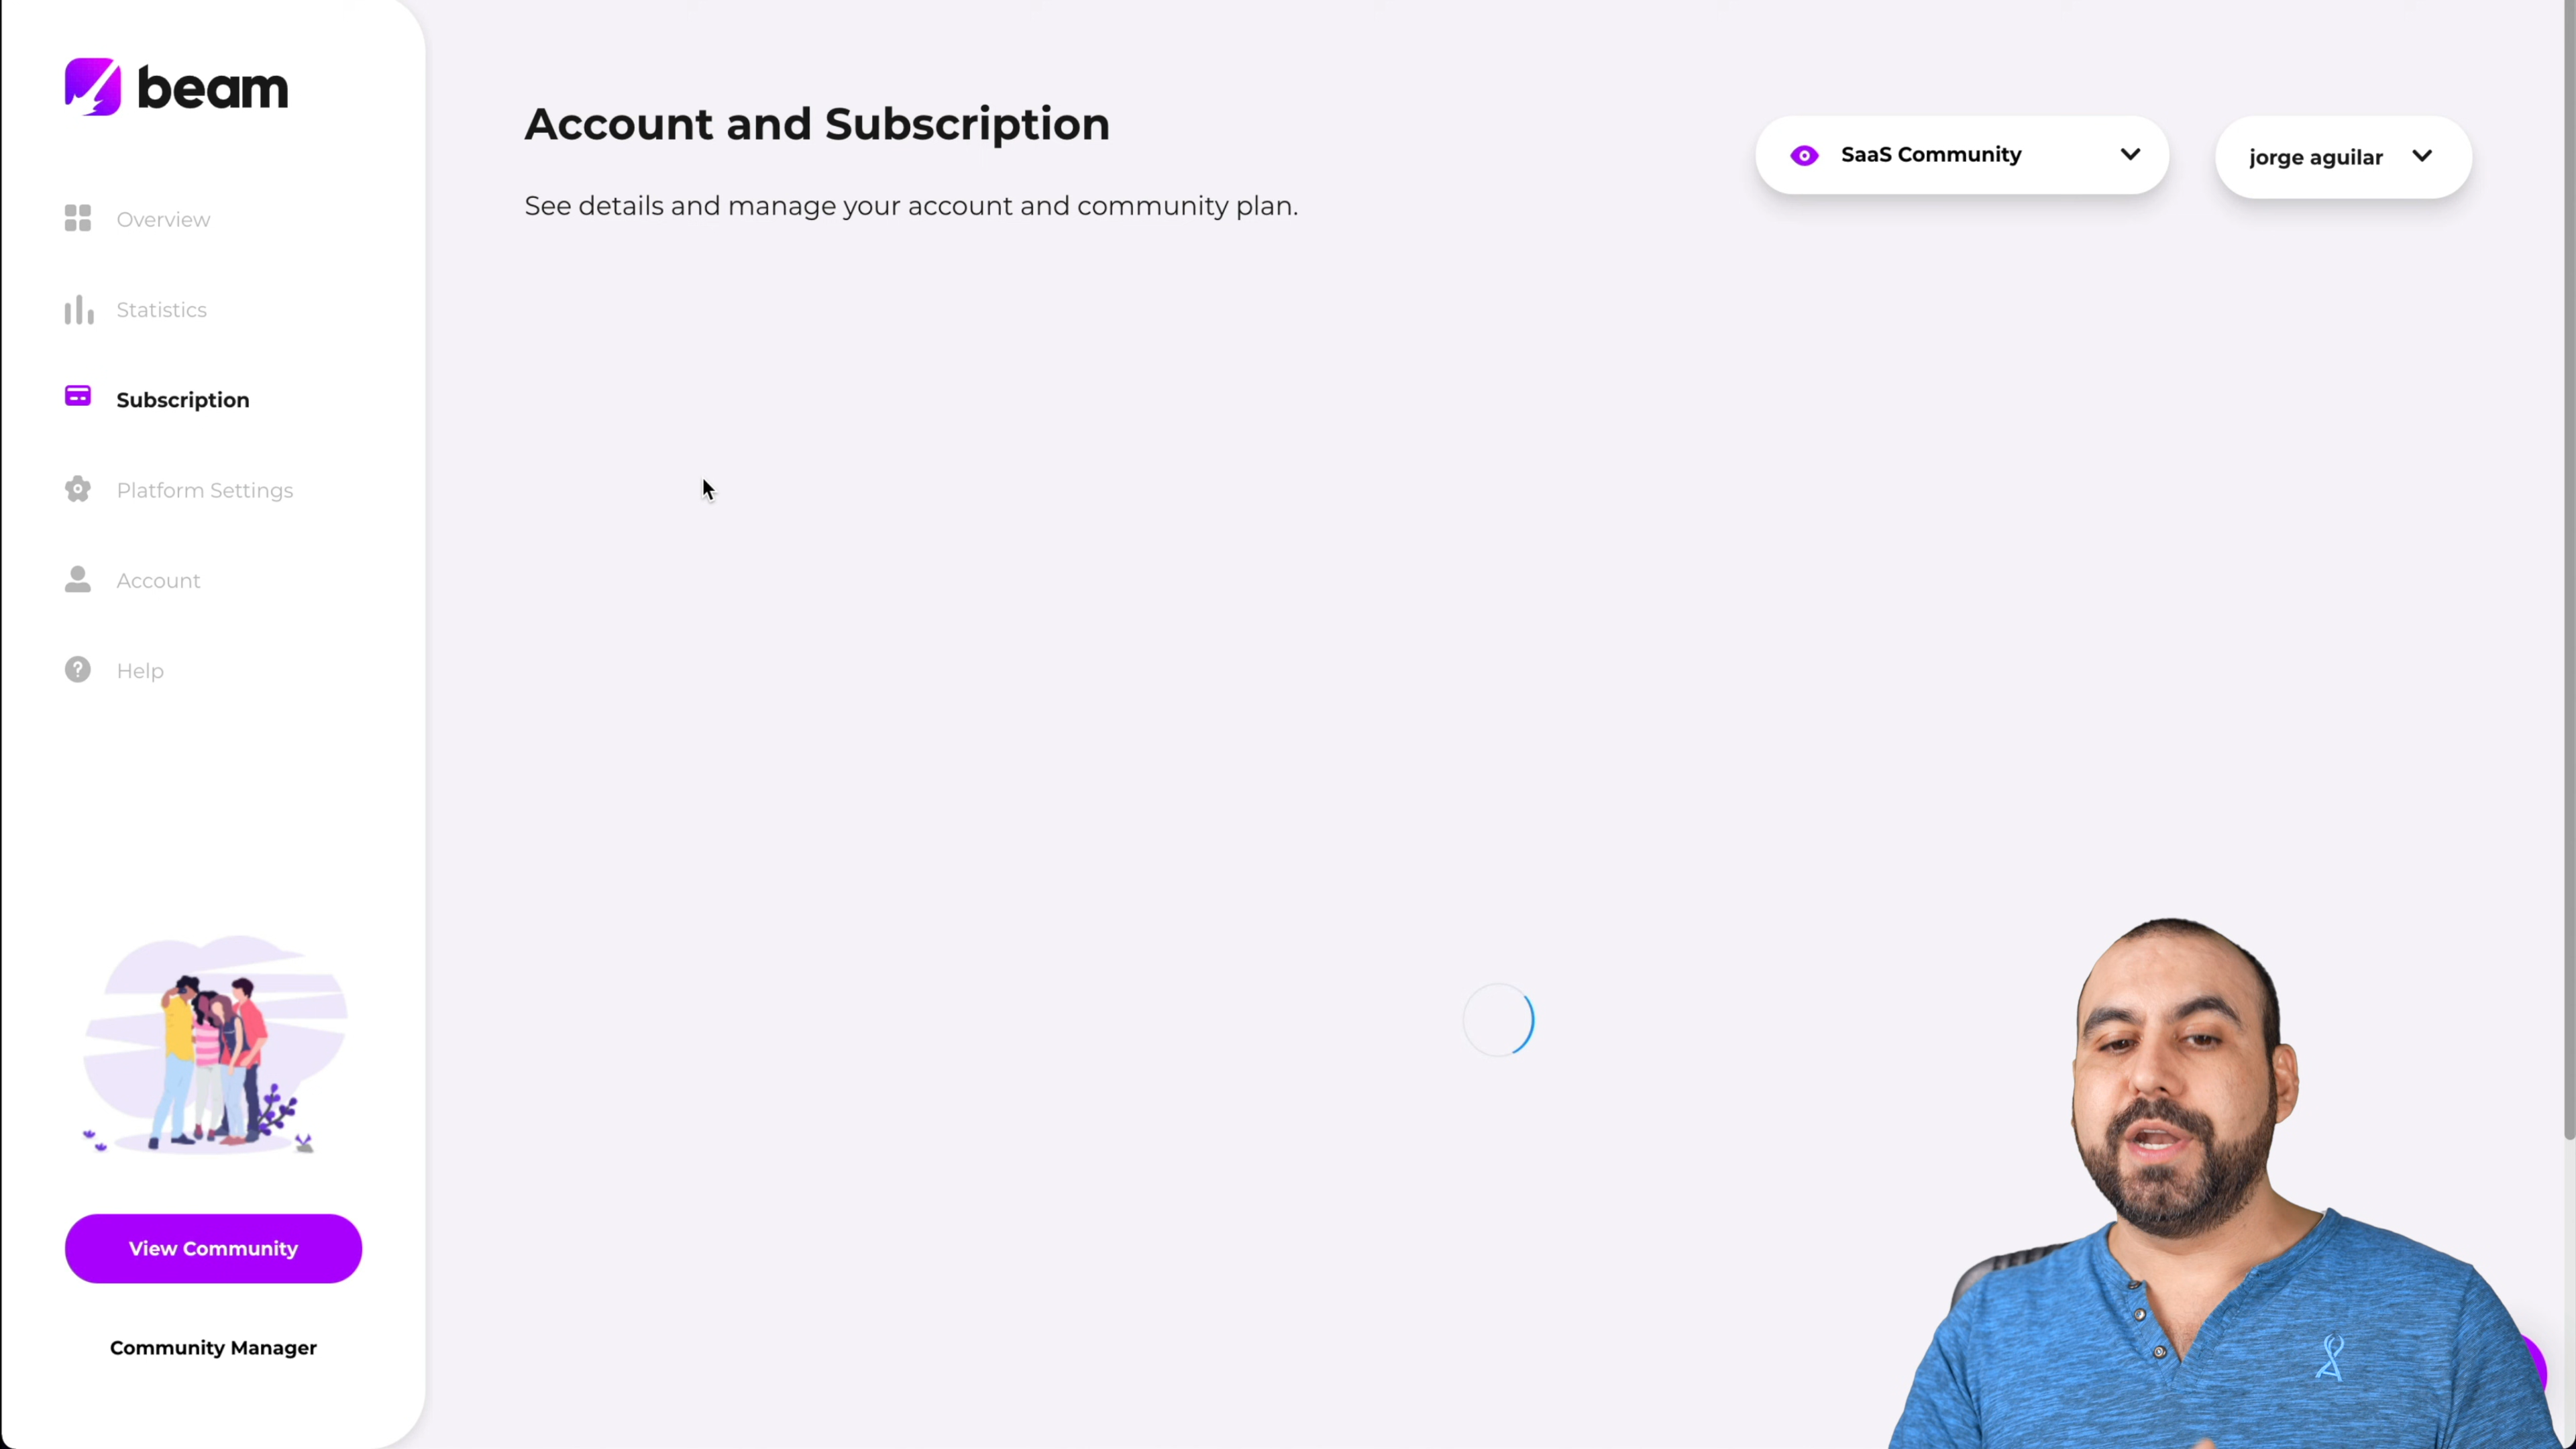 beam
Overview
Statistics
Subscription
Platform Settings
Account
Help
View Community
Community Manager
Account and Subscription
See details and manage your account and community plan.
SaaS Community
jorge aguilar